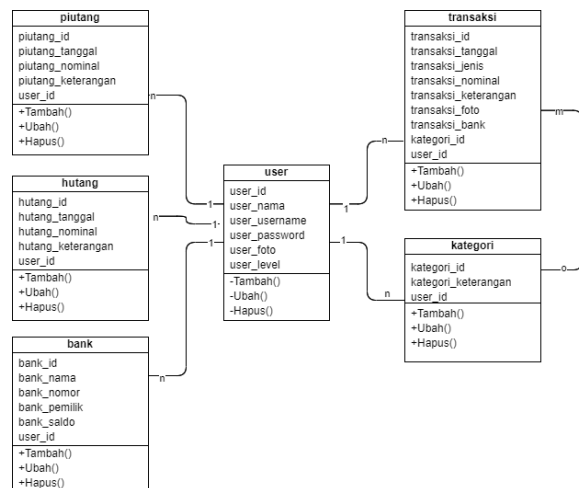 piutang
piutang_id
piutang_tanggal
piutang_nominal
piutang_keterangan
user_id
+Tambah()
+Ubah()
+Hapus()
hutang
hutang_id
hutang_tanggal
hutang_nominal
hutang_keterangan
user_id
+Tambah()
+Ubah()
+Hapus()
bank
bank_id
bank_nama
bank_nomor
bank_pemilik
bank_saldo
user_id
+Tambah()
+Ubah()
+Hapus()
n
1
n
1
1
n
user
user_id
user_nama
user_username
user_password
user_foto
user_level
-Tambah()
-Ubah()
-Hapus()
n
1
1
n
transaksi
transaksi_id
transaksi_tanggal
transaksi_jenis
transaksi_nominal
transaksi_keterangan
transaksi_foto
transaksi_bank
kategori_id
user_id
+Tambah()
+Ubah()
+Hapus()
m
kategori
kategori_id
kategori_keterangan
user_id
+Tambah()
+Ubah()
+Hapus()
o